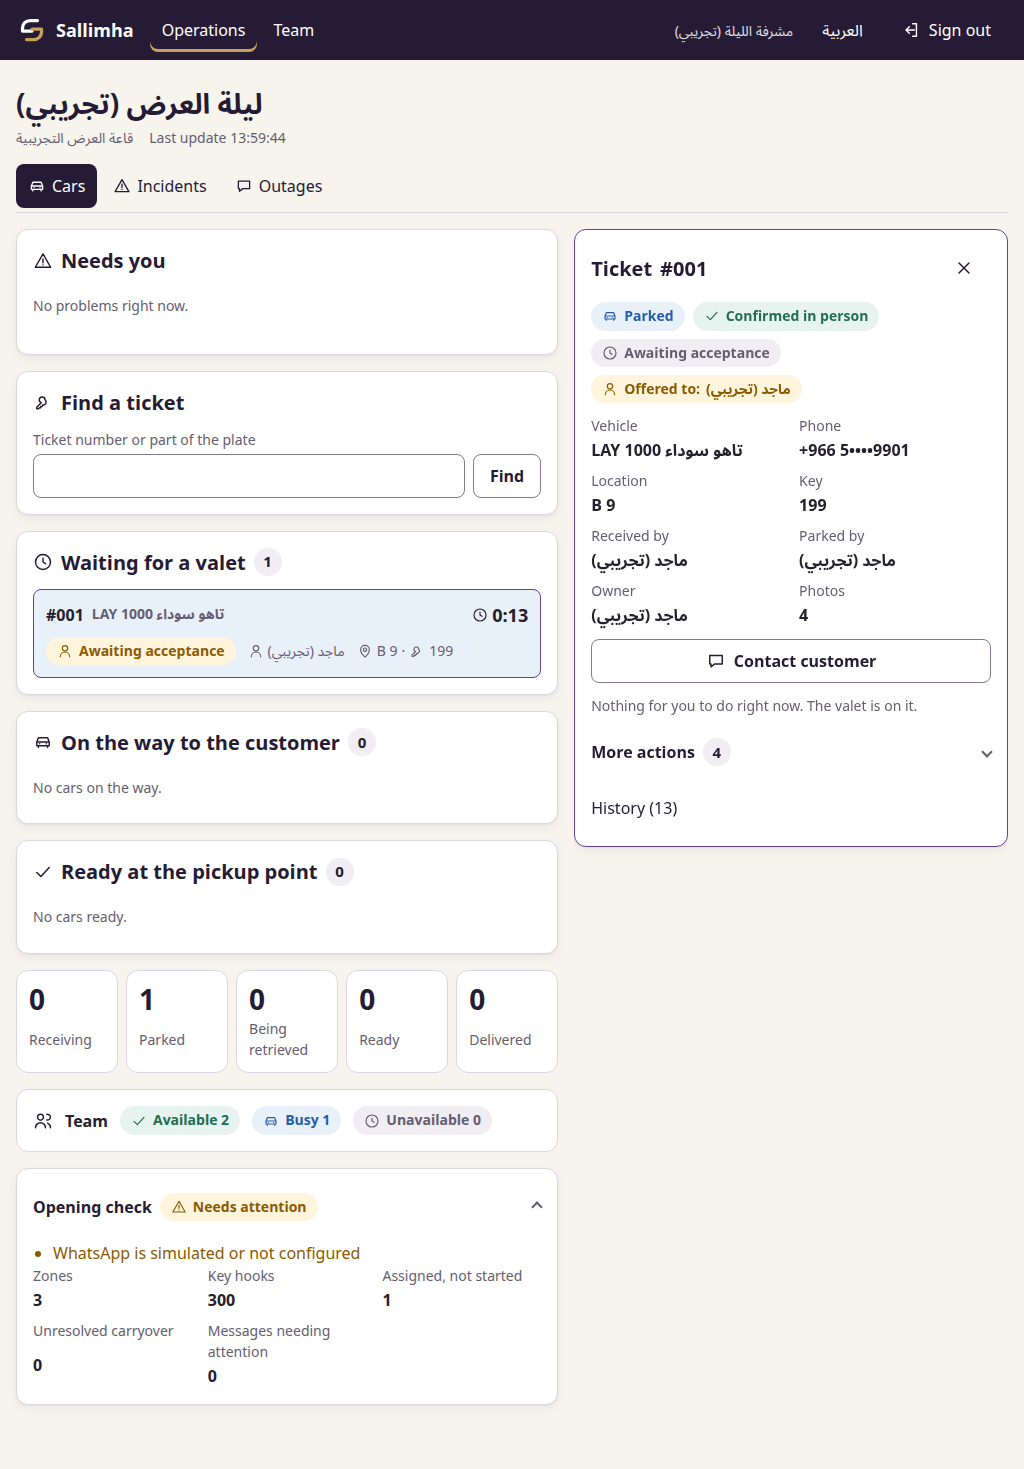 Sallimha
Operations
Team
مشرفة الليلة (تجريبي)
العربية
Sign out
ليلة العرض (تجريبي)
قاعة العرض التجريبية
Last update 13:59:44
Cars
Incidents
Outages
Needs you
No problems right now.
Find a ticket
Ticket number or part of the plate
Find
Waiting for a valet 1
#001 LAY 1000 تاهو سوداء 0:13
Awaiting acceptance ماجد (تجريبي) B 9 · 199
On the way to the customer 0
No cars on the way.
Ready at the pickup point 0
No cars ready.
0 Receiving
1 Parked
0 Being retrieved
0 Ready
0 Delivered
Team Available 2 Busy 1 Unavailable 0
Opening check Needs attention
• WhatsApp is simulated or not configured
Zones
3
Key hooks
300
Assigned, not started
1
Unresolved carryover
0
Messages needing
attention
0
Ticket #001
Parked
Confirmed in person
Awaiting acceptance
Offered to: ماجد (تجريبي)
Vehicle
LAY 1000 تاهو سوداء
Phone
+966 5••••9901
Location
B 9
Key
199
Received by
ماجد (تجريبي)
Parked by
ماجد (تجريبي)
Owner
ماجد (تجريبي)
Photos
4
Contact customer
Nothing for you to do right now. The valet is on it.
More actions 4
History (13)